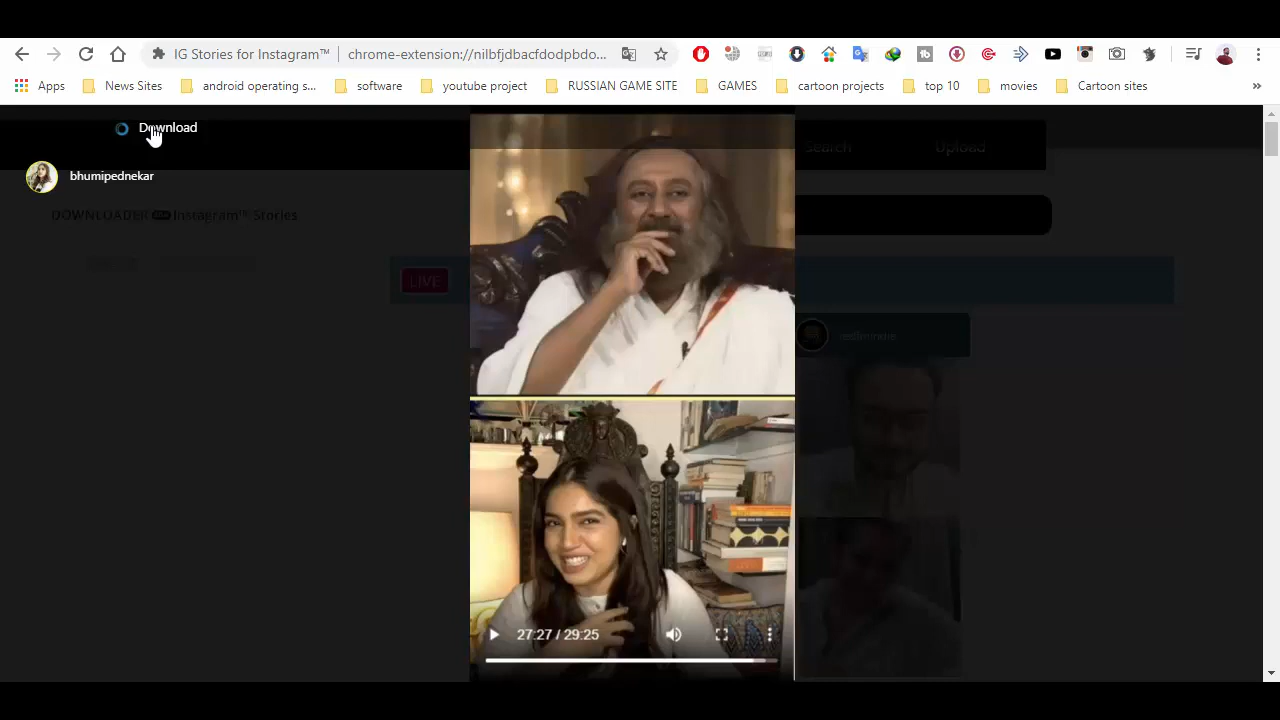 IG Stories for Instagram™ | chrome-extension://nilbfjdbacfdodpbdo...
Apps News Sites android operating s... software youtube project RUSSIAN GAME SITE GAMES cartoon projects top 10 movies Cartoon sites »
Download
Search Upload
bhumipednekar
DOWNLOADER Instagram™ Stories
LIVE
27:27 / 29:25